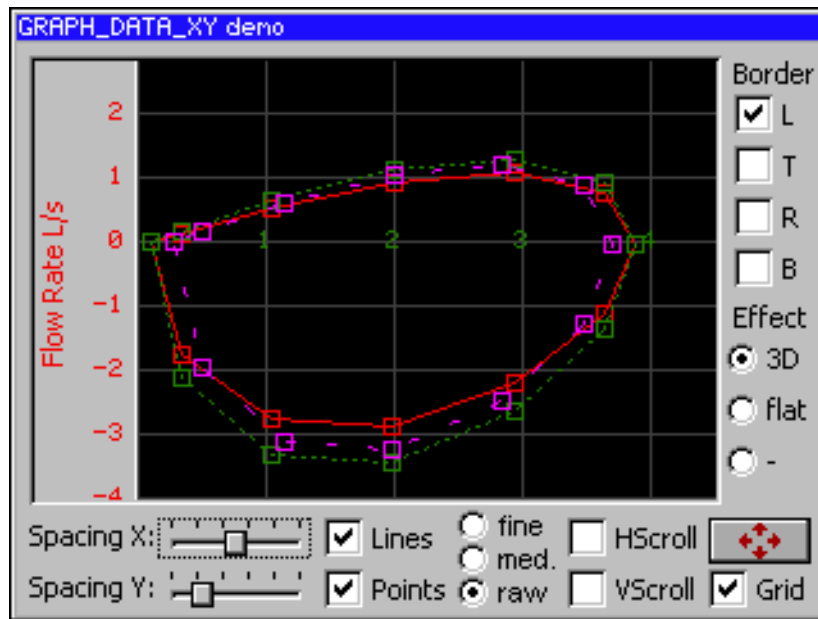 GRAPH_DATA_XY demo
Border
L
T
R
B
Effect
3D
flat
-
2
1
0
-1
-2
-3
-4
Flow Rate L/s
1 2 3 4
Spacing X:
Lines
fine
med.
raw
HScroll
Spacing Y:
Points
VScroll
Grid